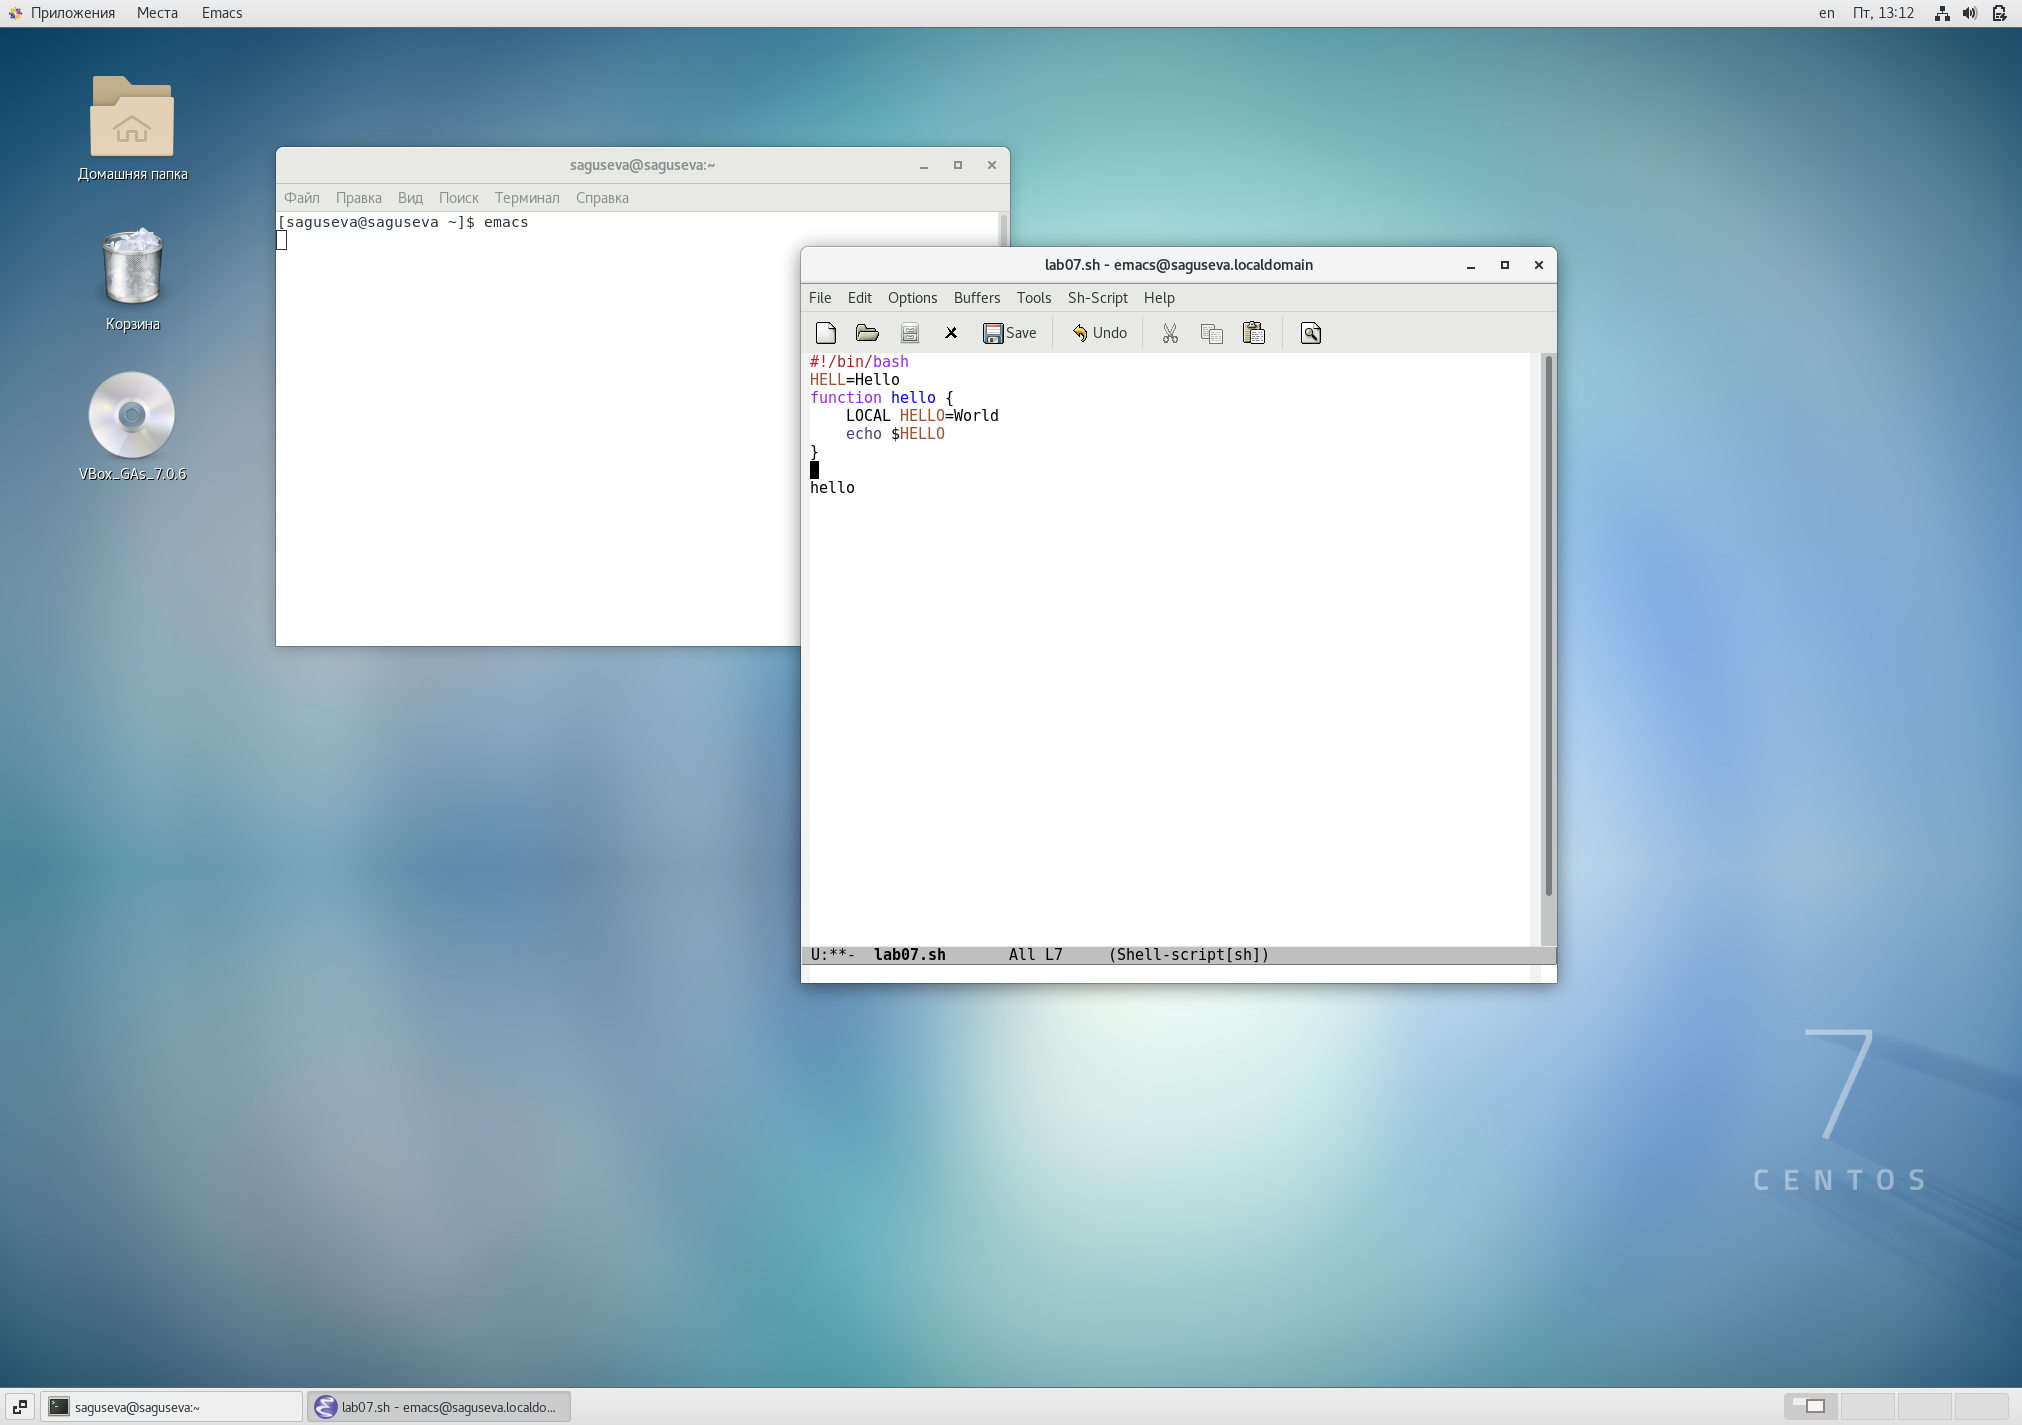 Приложения Места Emacs
en Пт, 13:12
Домашняя папка
Корзина
VBox_GAs_7.0.6
saguseva@saguseva:~
Файл Правка Вид Поиск Терминал Справка
[saguseva@saguseva ~]$ emacs
lab07.sh - emacs@saguseva.localdomain
File Edit Options Buffers Tools Sh-Script Help
Save Undo
#!/bin/bash
HELL=Hello
function hello {
    LOCAL HELLO=World
    echo $HELLO
}
hello
U:**-  lab07.sh       All L7     (Shell-script[sh])
7
CENTOS
saguseva@saguseva:~
lab07.sh - emacs@saguseva.localdo...